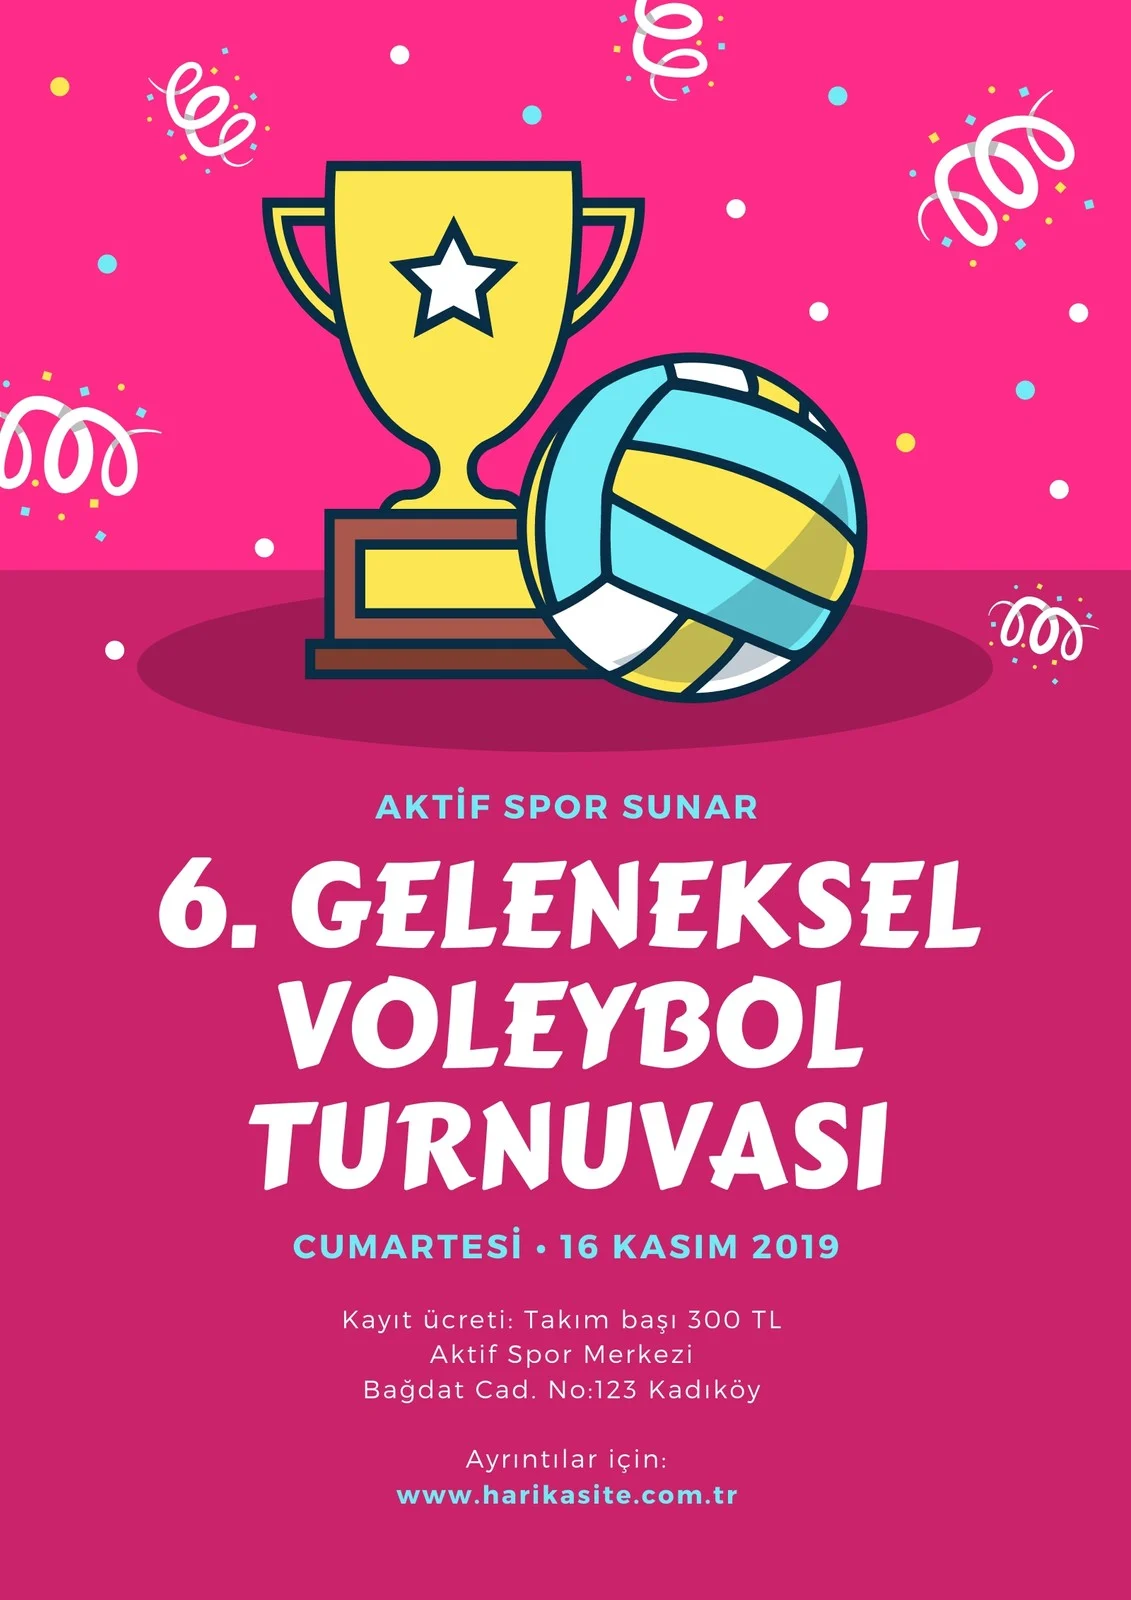 AKTİF SPOR SUNAR
6. GELENEKSEL
VOLEYBOL
TURNUVASI
CUMARTESİ • 16 KASIM 2019
Kayıt ücreti: Takım başı 300 TL
Aktif Spor Merkezi
Bağdat Cad. No:123 Kadıköy
Ayrıntılar için:
www.harikasite.com.tr